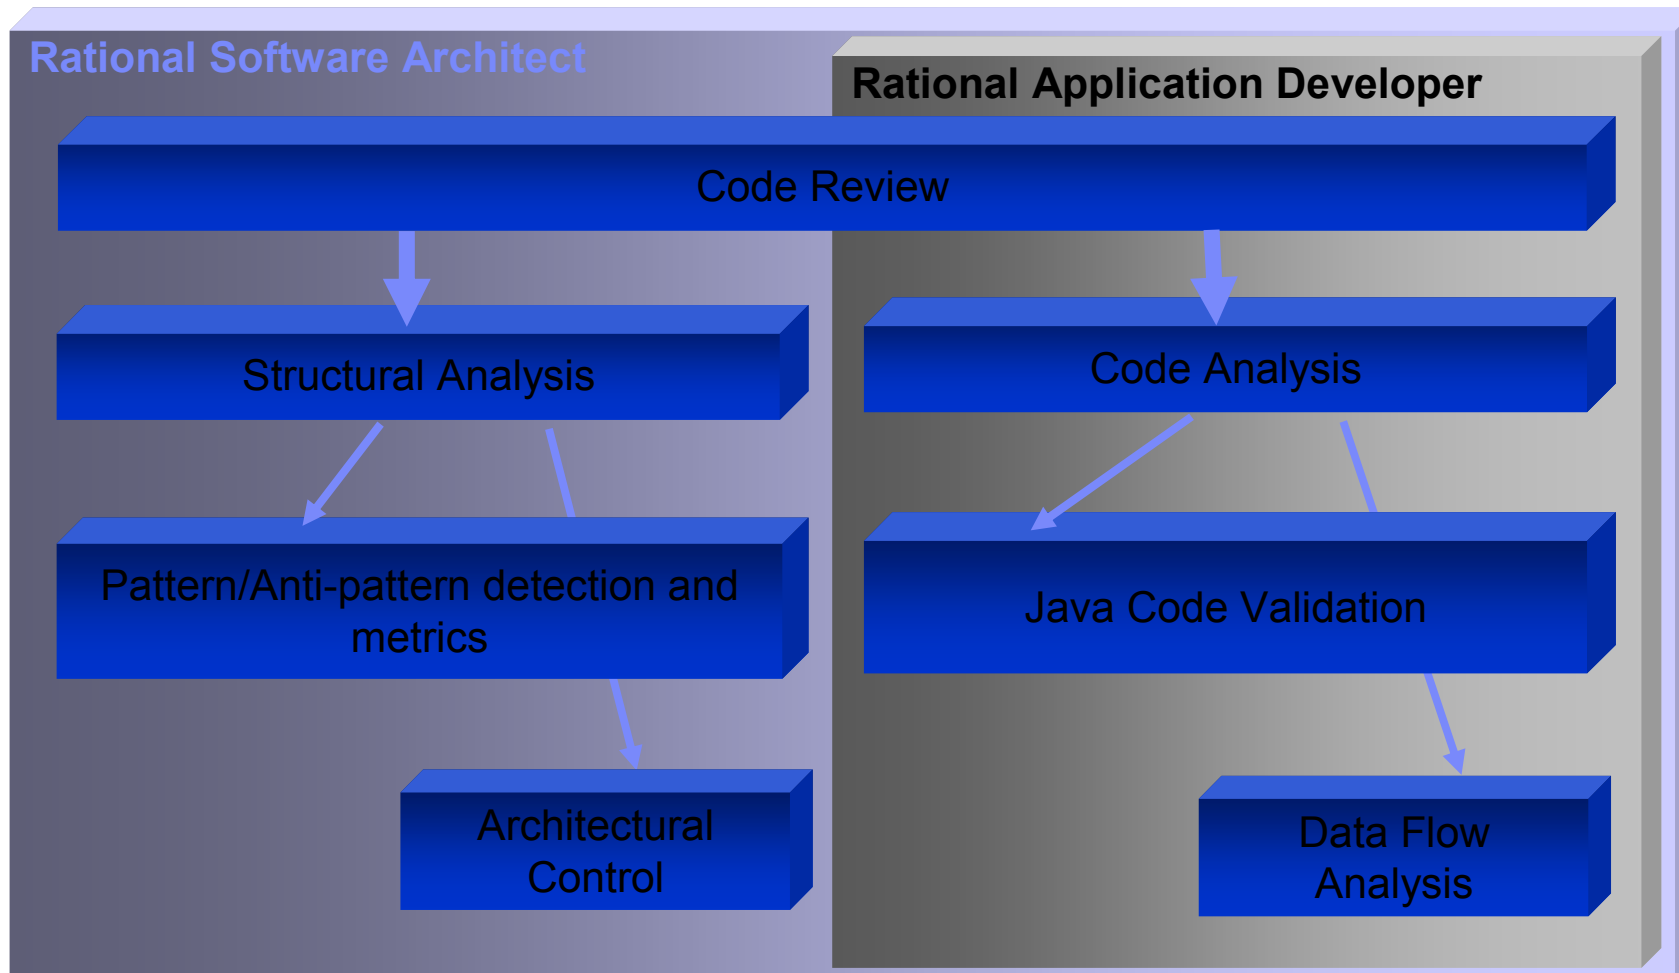 Rational Software Architect
Rational Application Developer
Code Review
Structural Analysis
Code Analysis
Pattern/Anti-pattern detection and
metrics
Java Code Validation
Architectural
Control
Data Flow
Analysis